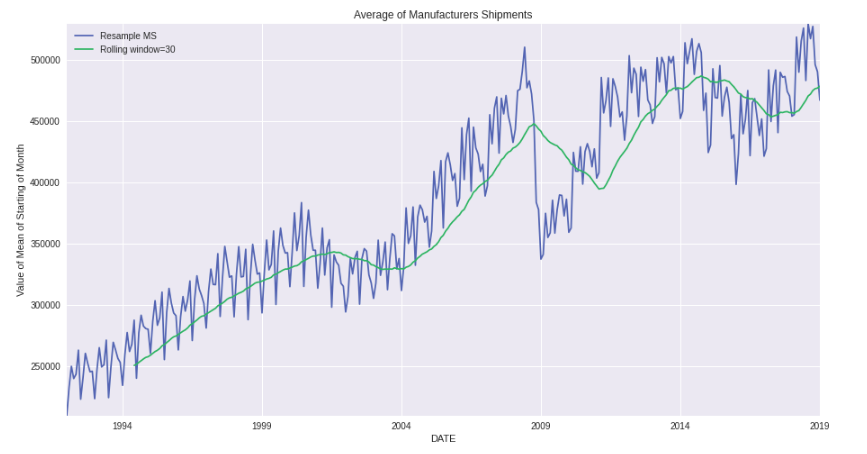 Average of Manufacturers Shipments
Resample MS
Rolling window=30
500000
450000
400000
350000
300000
250000
Value of Mean of Starting of Month
1994 1999 2004 2009 2014 2019
DATE